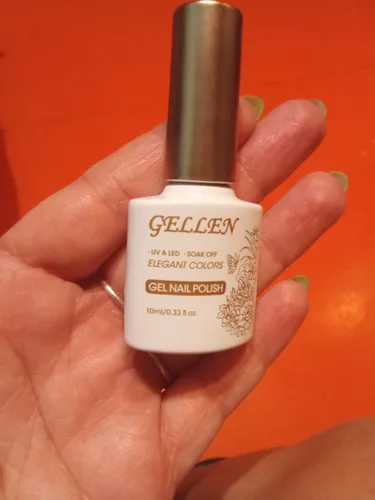 GELLEN
· UV & LED · SOAK OFF
ELEGANT COLORS
GEL NAIL POLISH
10ml/0.33 fl.oz.